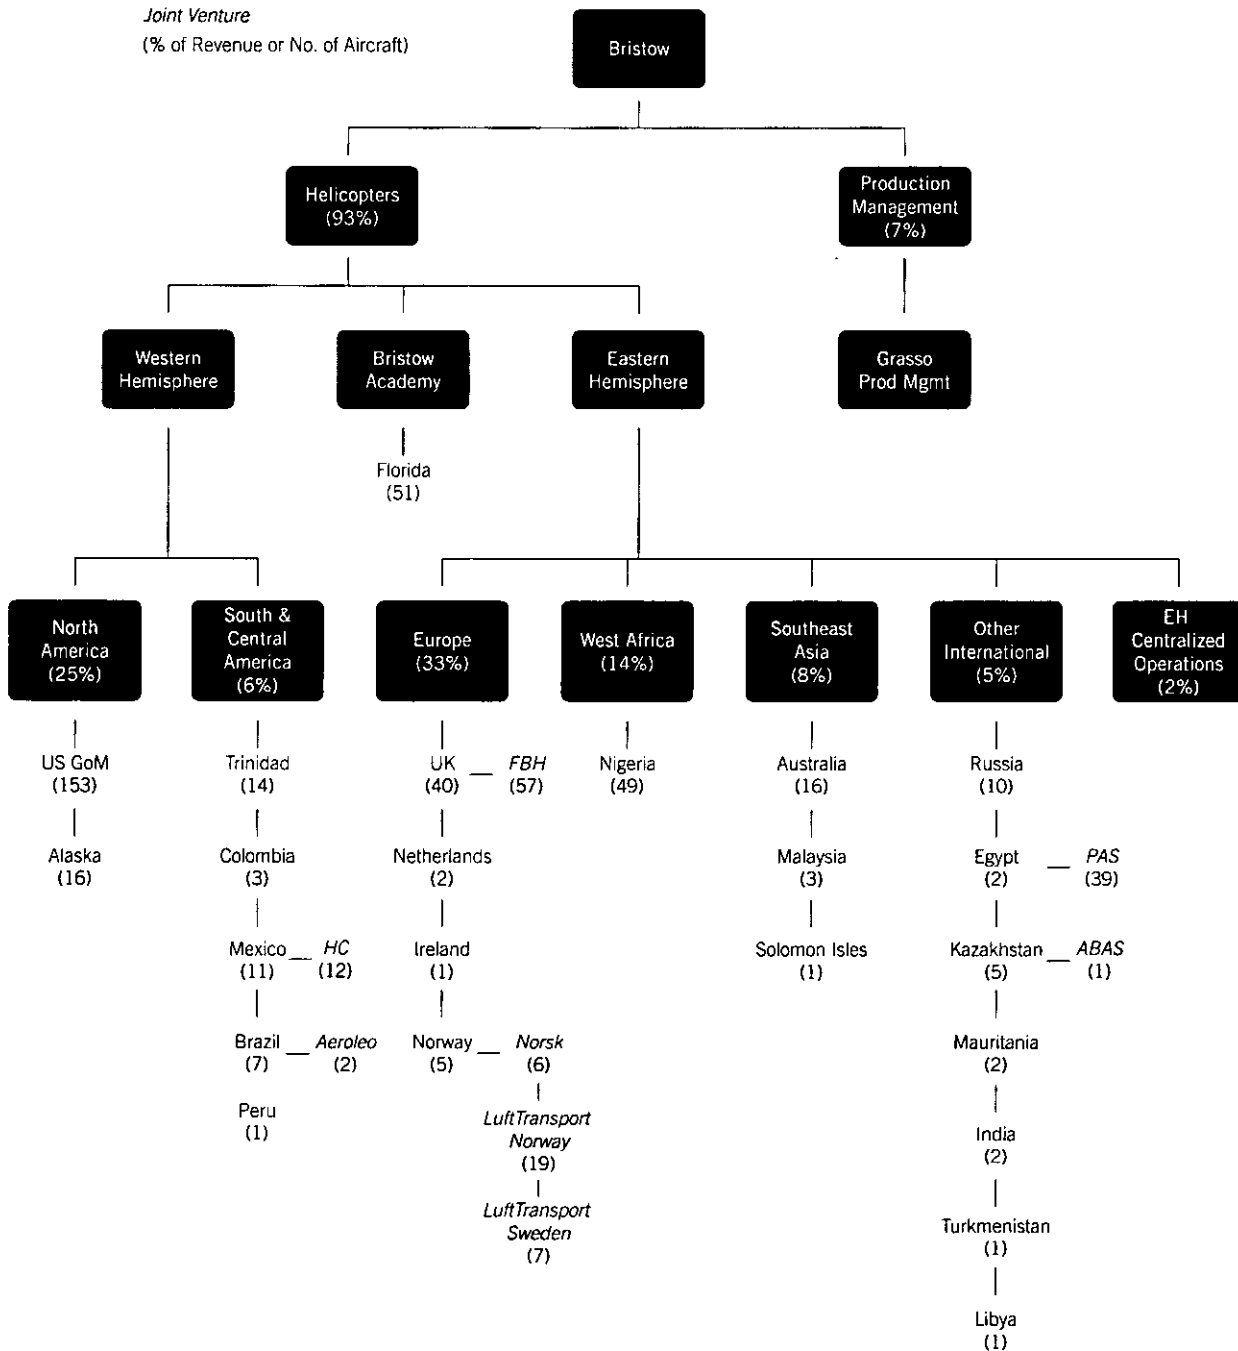 Joint Venture
(% of Revenue or No. of Aircraft)
Bristow
Helicopters
(93%)
Production
Management
(7%)
Western
Hemisphere
Bristow
Academy
Eastern
Hemisphere
Grasso
Prod Mgmt
Florida
(51)
North
America
(25%)
South &
Central
America
(6%)
Europe
(33%)
West Africa
(14%)
Southeast
Asia
(8%)
Other
International
(5%)
EH
Centralized
Operations
(2%)
US GoM
(153)
Alaska
(16)
Trinidad
(14)
Colombia
(3)
Mexico
(11)
HC
(12)
Brazil
(7)
Aeroleo
(2)
Peru
(1)
UK
(40)
FBH
(57)
Netherlands
(2)
Ireland
(1)
Norway
(5)
Norsk
(6)
LuftTransport
Norway
(19)
LuftTransport
Sweden
(7)
Nigeria
(49)
Australia
(16)
Malaysia
(3)
Solomon Isles
(1)
Russia
(10)
Egypt
(2)
PAS
(39)
Kazakhstan
(5)
ABAS
(1)
Mauritania
(2)
India
(2)
Turkmenistan
(1)
Libya
(1)